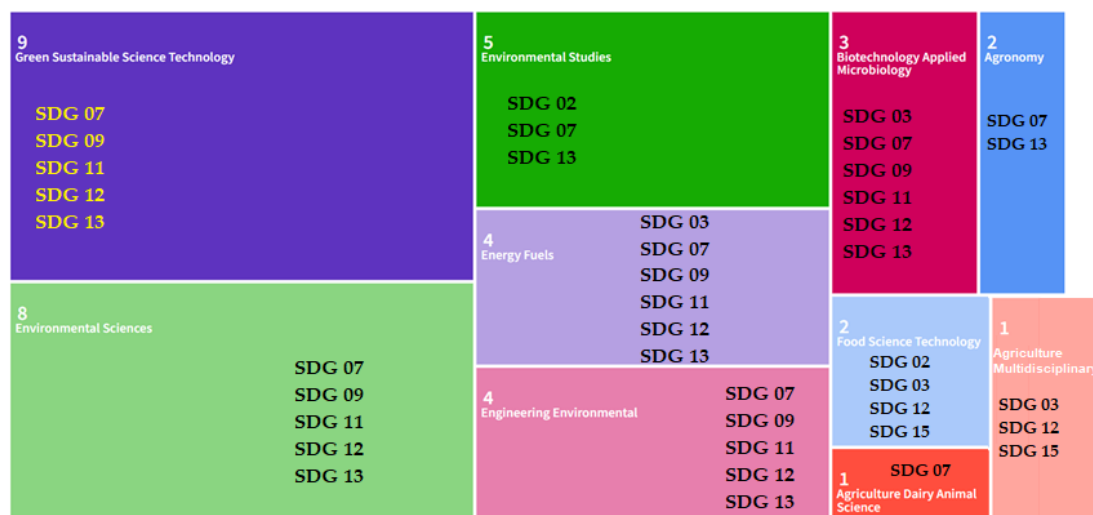 9
Green Sustainable Science Technology
SDG 07
SDG 09
SDG 11
SDG 12
SDG 13
8
Environmental Sciences
SDG 07
SDG 09
SDG 11
SDG 12
SDG 13
5
Environmental Studies
SDG 02
SDG 07
SDG 13
4
Energy Fuels
SDG 03
SDG 07
SDG 09
SDG 11
SDG 12
SDG 13
4
Engineering Environmental
SDG 07
SDG 09
SDG 11
SDG 12
SDG 13
3
Biotechnology Applied
Microbiology
SDG 03
SDG 07
SDG 09
SDG 11
SDG 12
SDG 13
2
Agronomy
SDG 07
SDG 13
2
Food Science Technology
SDG 02
SDG 03
SDG 12
SDG 15
1
Agriculture
Multidisciplinary
SDG 03
SDG 12
SDG 15
1
Agriculture Dairy Animal
Science
SDG 07